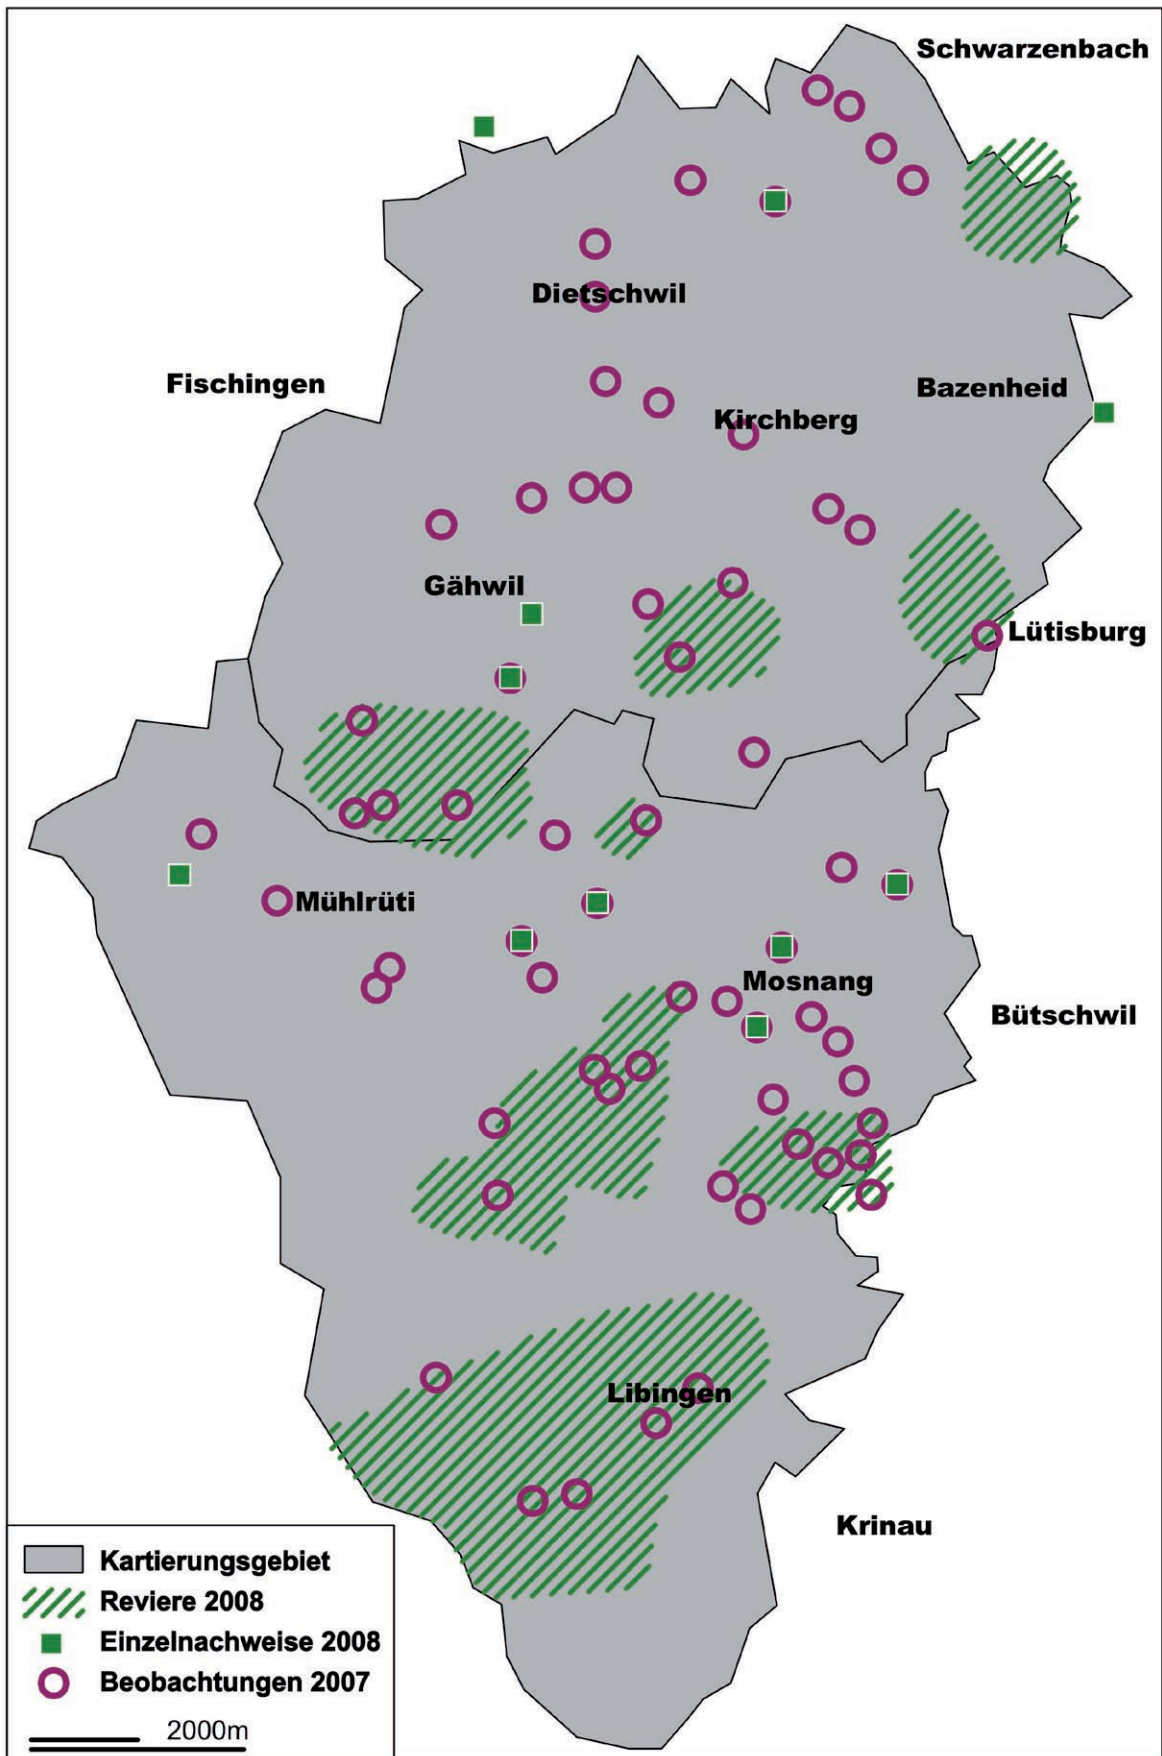 Schwarzenbach
Dietschwil
Fischingen
Bazenheid
Kirchberg
Gähwil
Lütisburg
Mühlrüti
Mosnang
Bütschwil
Libingen
Krinau
Kartierungsgebiet
Reviere 2008
Einzelnachweise 2008
Beobachtungen 2007
2000m